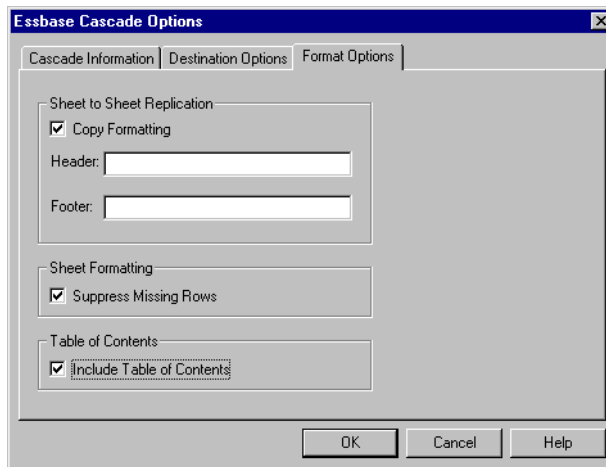 Essbase Cascade Options
Cascade Information Destination Options Format Options
Sheet to Sheet Replication
Copy Formatting
Header:
Footer:
Sheet Formatting
Suppress Missing Rows
Table of Contents
Include Table of Contents
OK Cancel Help